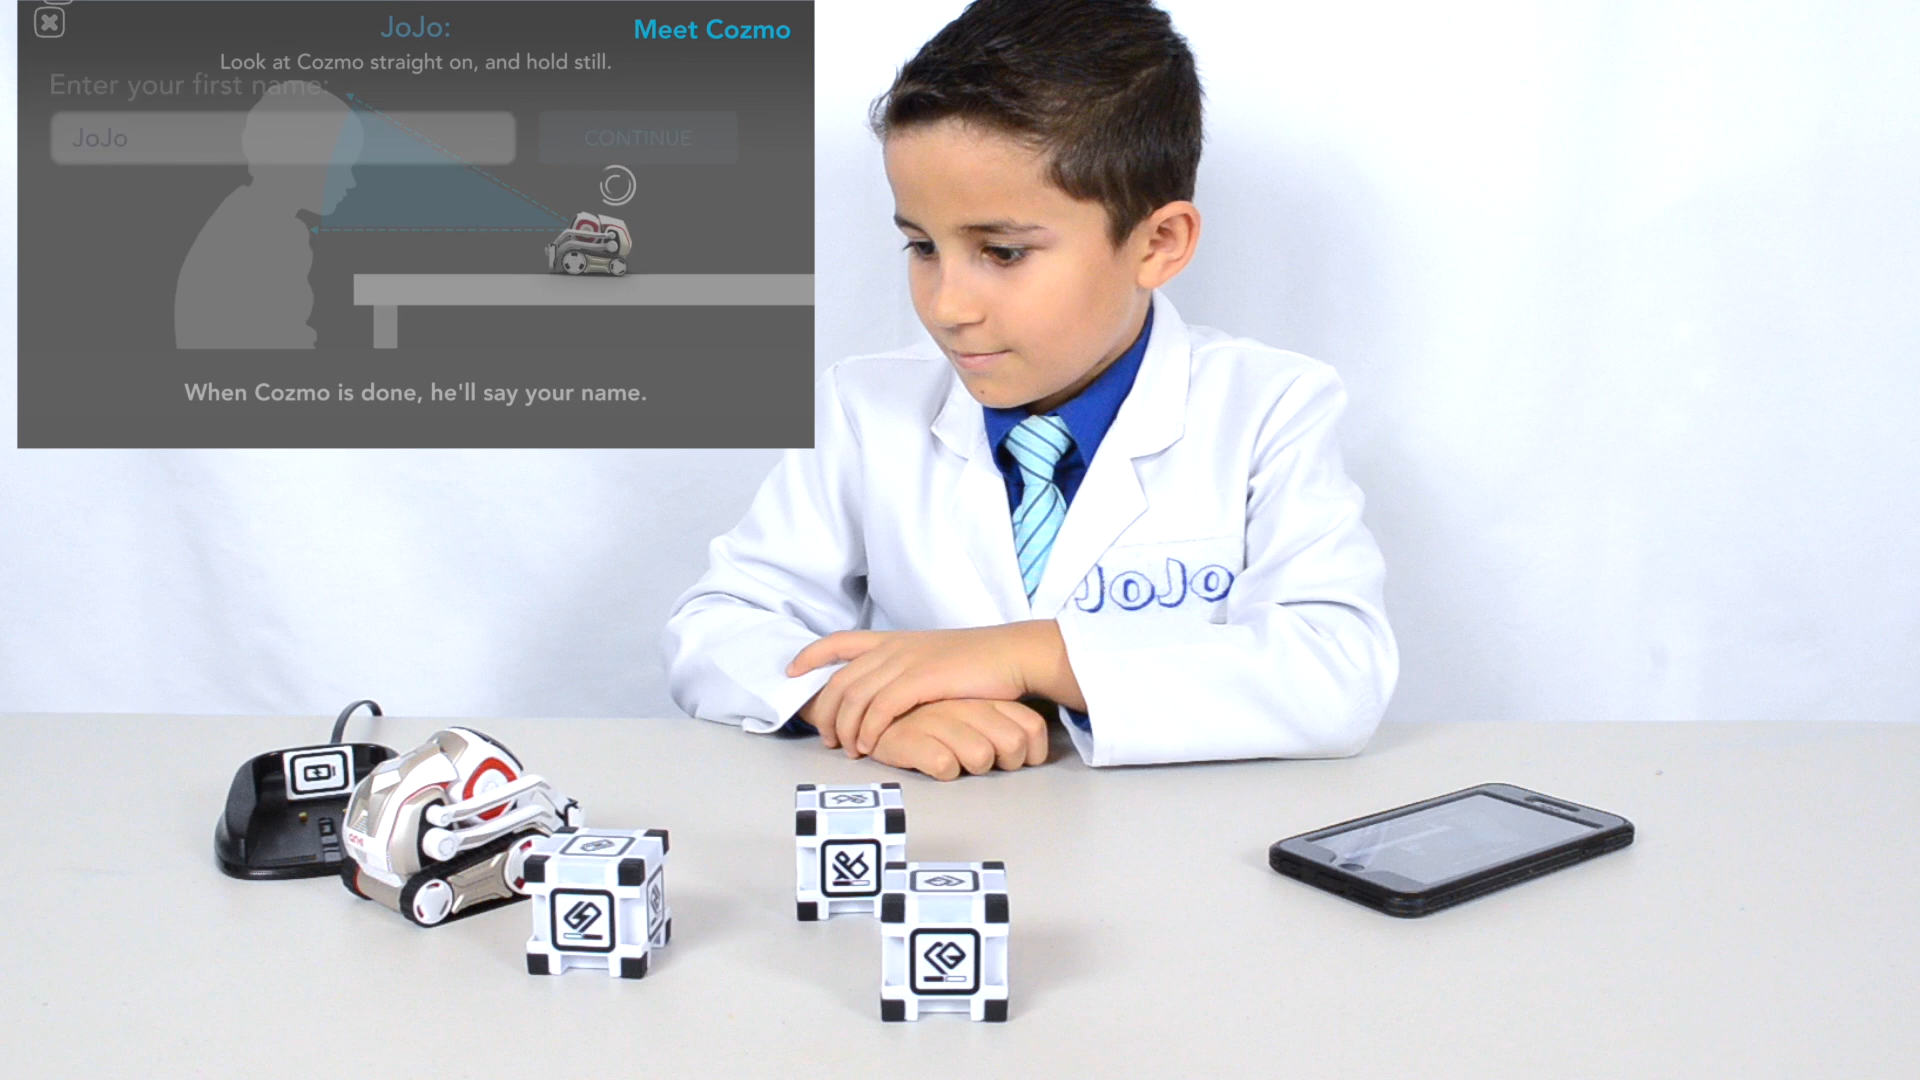 JoJo:
Meet Cozmo
Look at Cozmo straight on, and hold still.
Enter your first name:
JoJo
CONTINUE
When Cozmo is done, he'll say your name.
JoJo